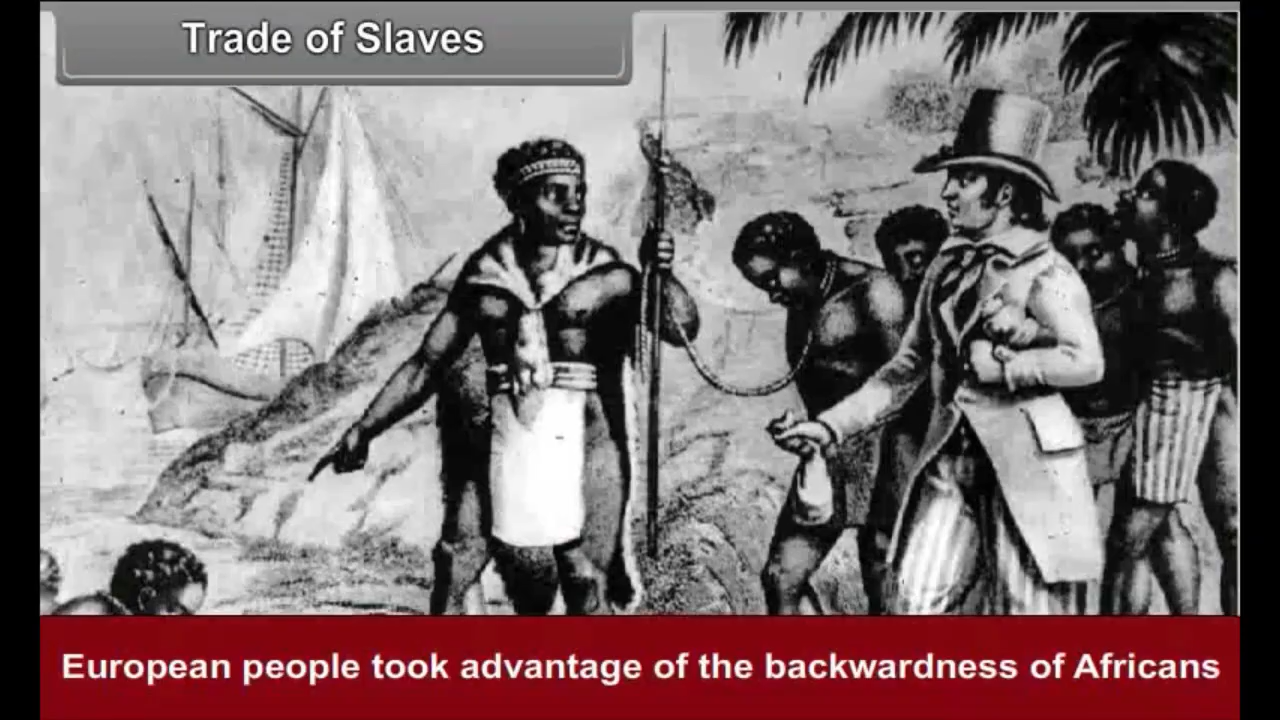 Trade of Slaves
European people took advantage of the backwardness of Africans